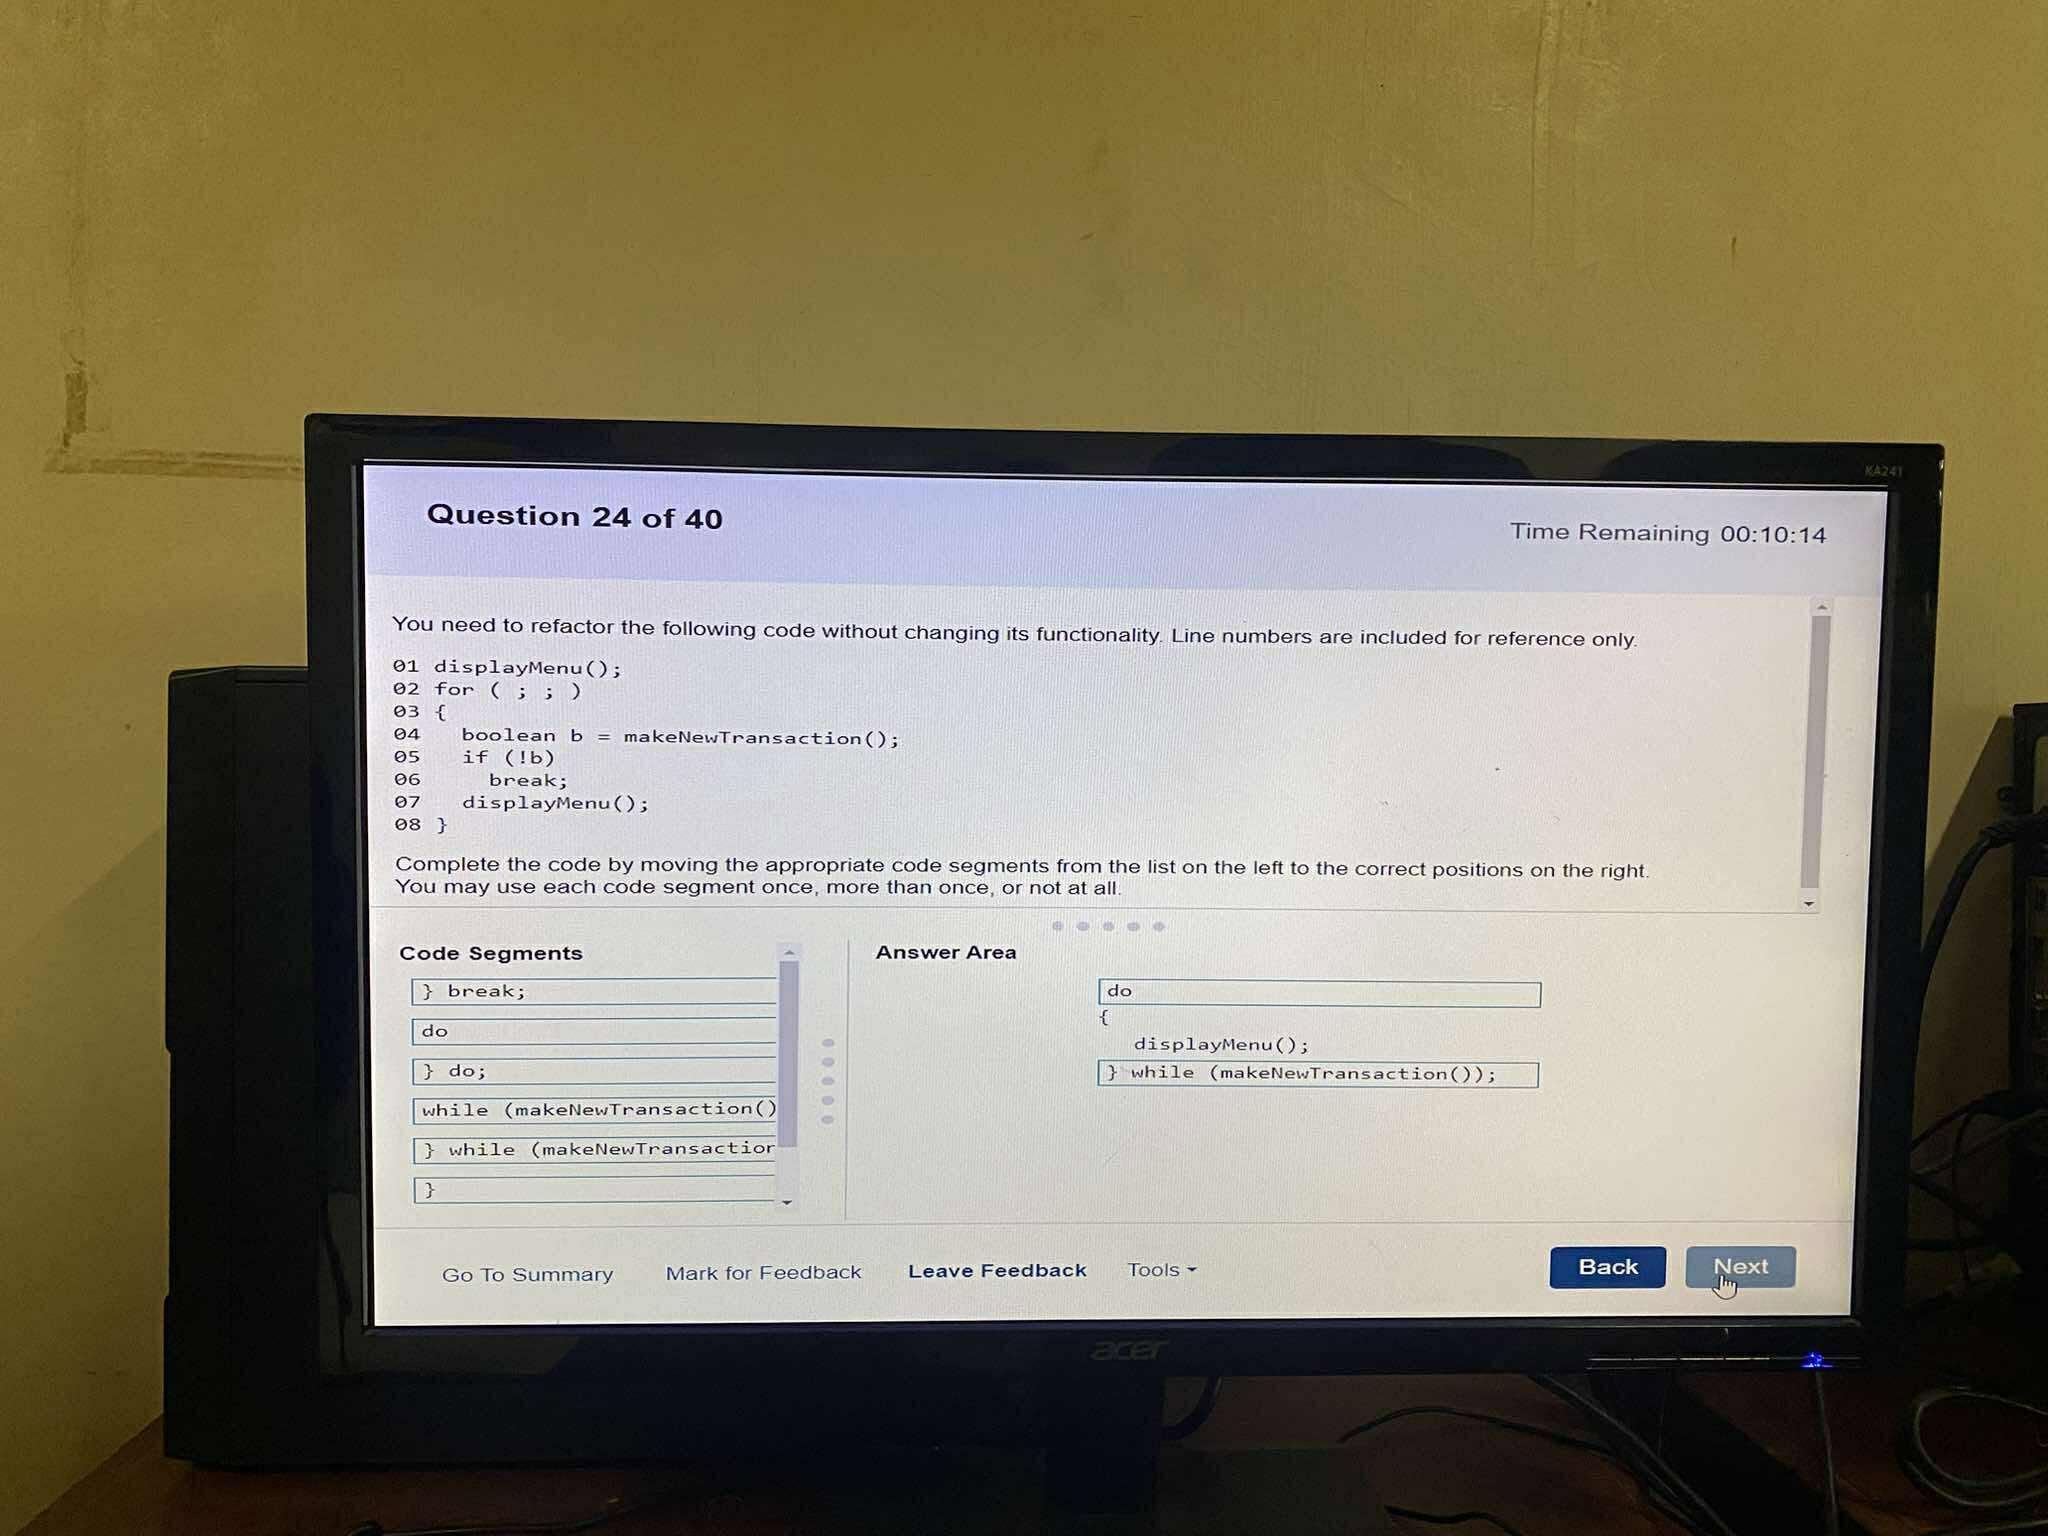 KA241
Question 24 of 40
Time Remaining 00:10:14
You need to refactor the following code without changing its functionality. Line numbers are included for reference only.
01 displayMenu();
02 for ( ; ; )
03 {
04   boolean b = makeNewTransaction();
05   if (!b)
06     break;
07   displayMenu();
08 }
Complete the code by moving the appropriate code segments from the list on the left to the correct positions on the right.
You may use each code segment once, more than once, or not at all.
Code Segments
} break;
do
} do;
while (makeNewTransaction()
} while (makeNewTransaction
}
Answer Area
do
{
displayMenu();
} while (makeNewTransaction());
Go To Summary
Mark for Feedback
Leave Feedback
Tools
Back
Next
acer